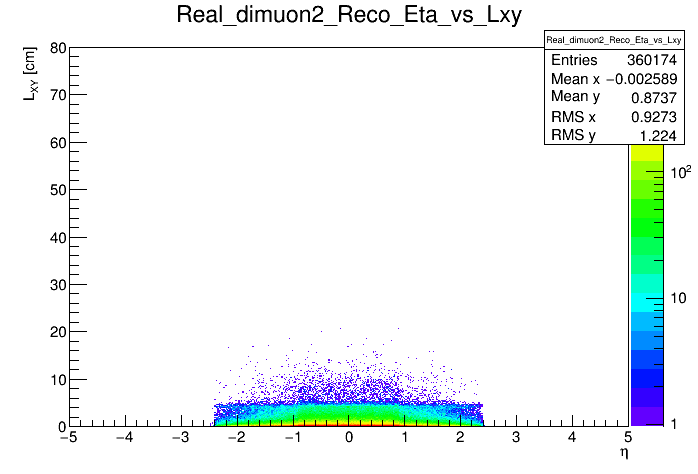 Real_dimuon2_Reco_Eta_vs_Lxy
Real_dimuon2_Reco_Eta_vs_Lxy
Entries 360174
Mean x −0.002589
Mean y 0.8737
RMS x 0.9273
RMS y 1.224
L_XY [cm]
80
70
60
50
40
30
20
10
0
−5 −4 −3 −2 −1 0 1 2 3 4 5
η
10²
10
1